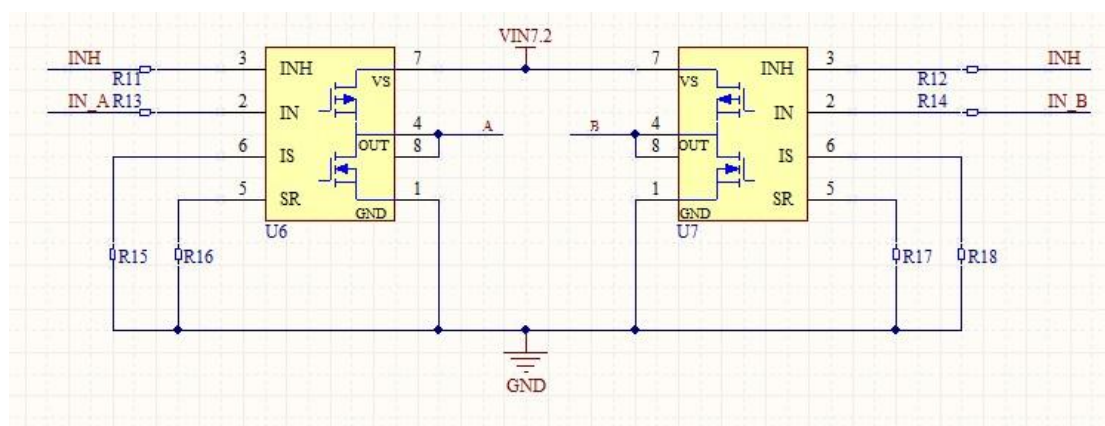 VIN7.2
INH 3 INH 7 7 INH 3 INH
R11 VS VS R12
IN_A R13 2 IN IN 2 R14 IN_B
4 A B 4
6 IS OUT 8 8 OUT IS 6
5 SR 1 1 SR 5
GND GND
U6 U7
R15 R16 R17 R18
GND